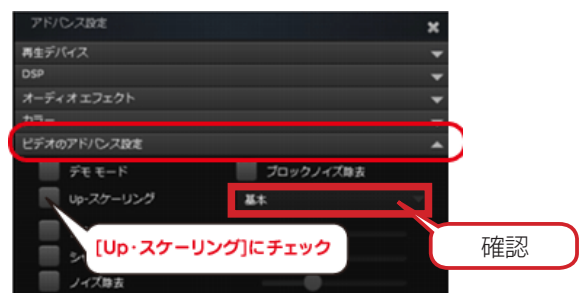 アドバンス設定
再生デバイス
DSP
オーディオエフェクト
カラー
ビデオのアドバンス設定
デモ モード
ブロックノイズ除去
Up-スケーリング
基本
[Up・スケーリング]にチェック
確認
ノイズ除去